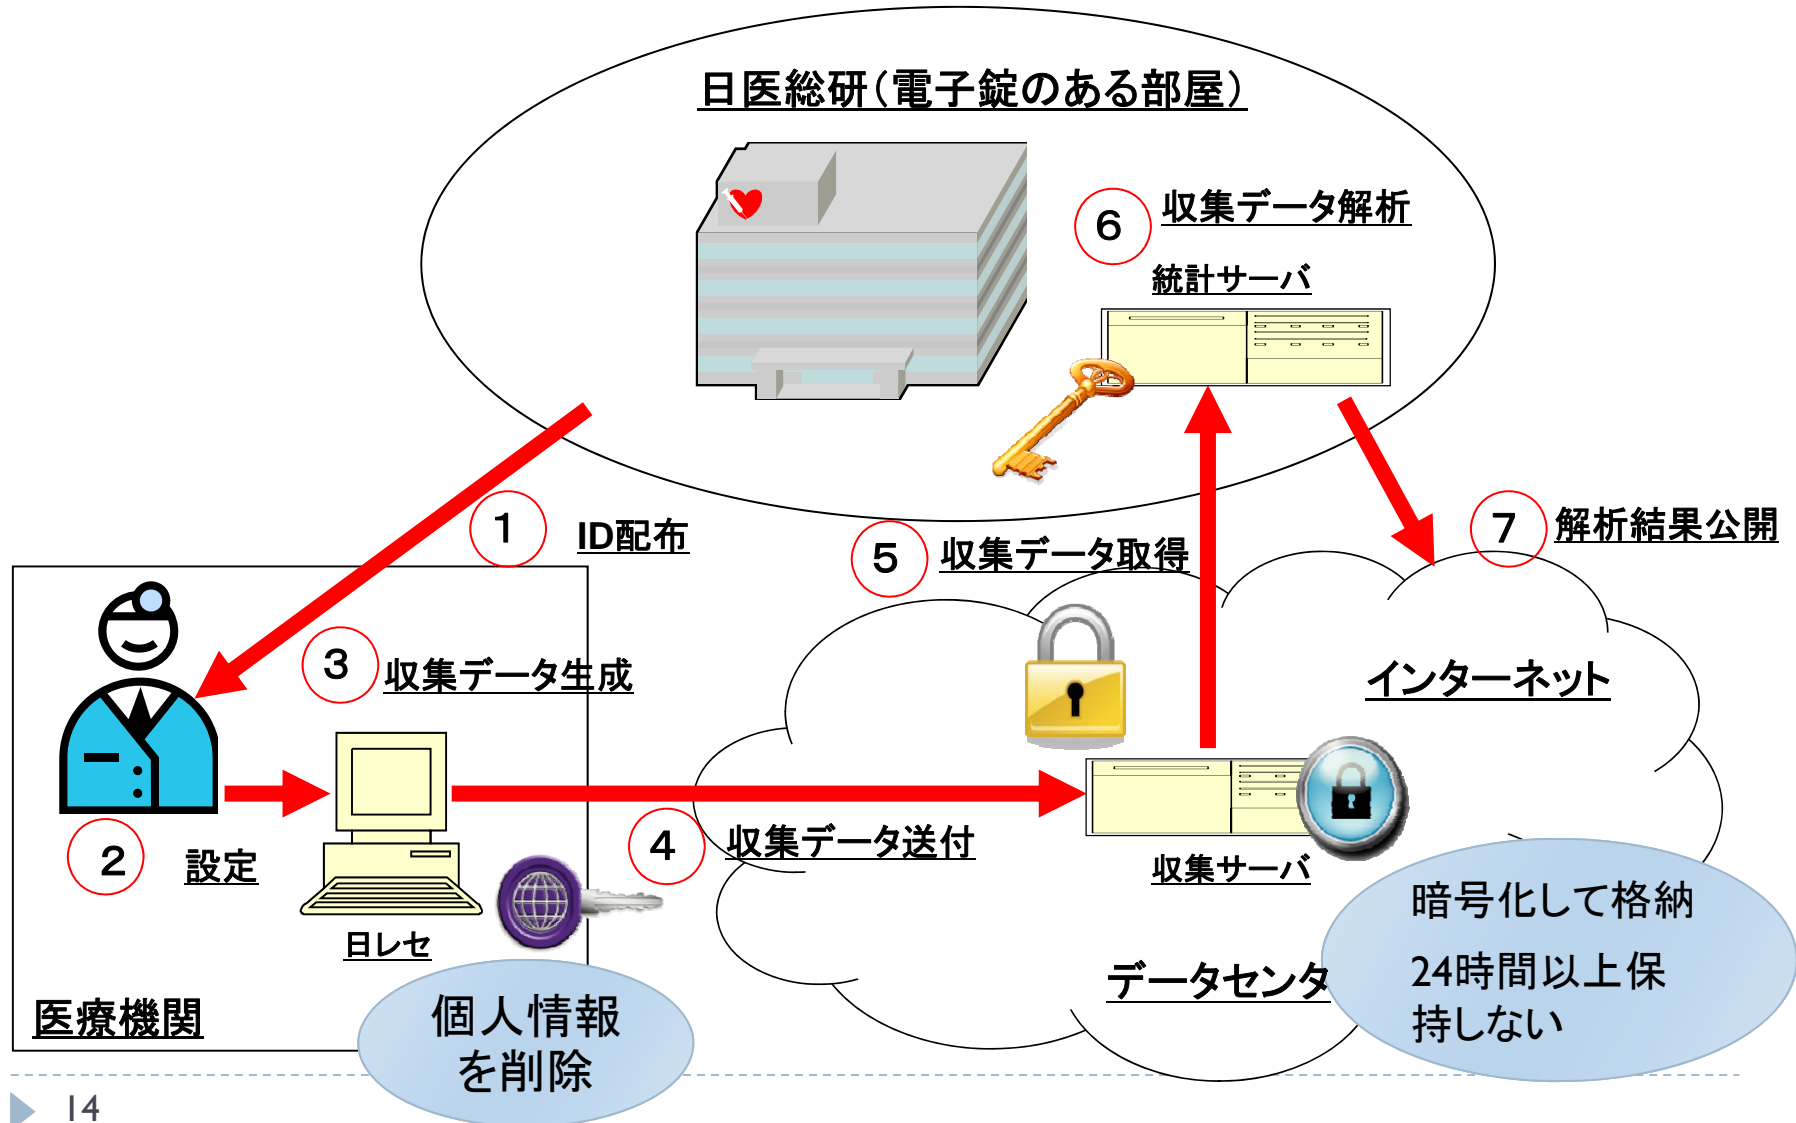 日医総研（電子錠のある部屋）
6
収集データ解析
統計サーバ
1
ID配布
5
収集データ取得
7
解析結果公開
3
収集データ生成
インターネット
2
設定
4
収集データ送付
収集サーバ
日レセ
医療機関
個人情報
を削除
データセンタ
暗号化して格納
24時間以上保
持しない
14